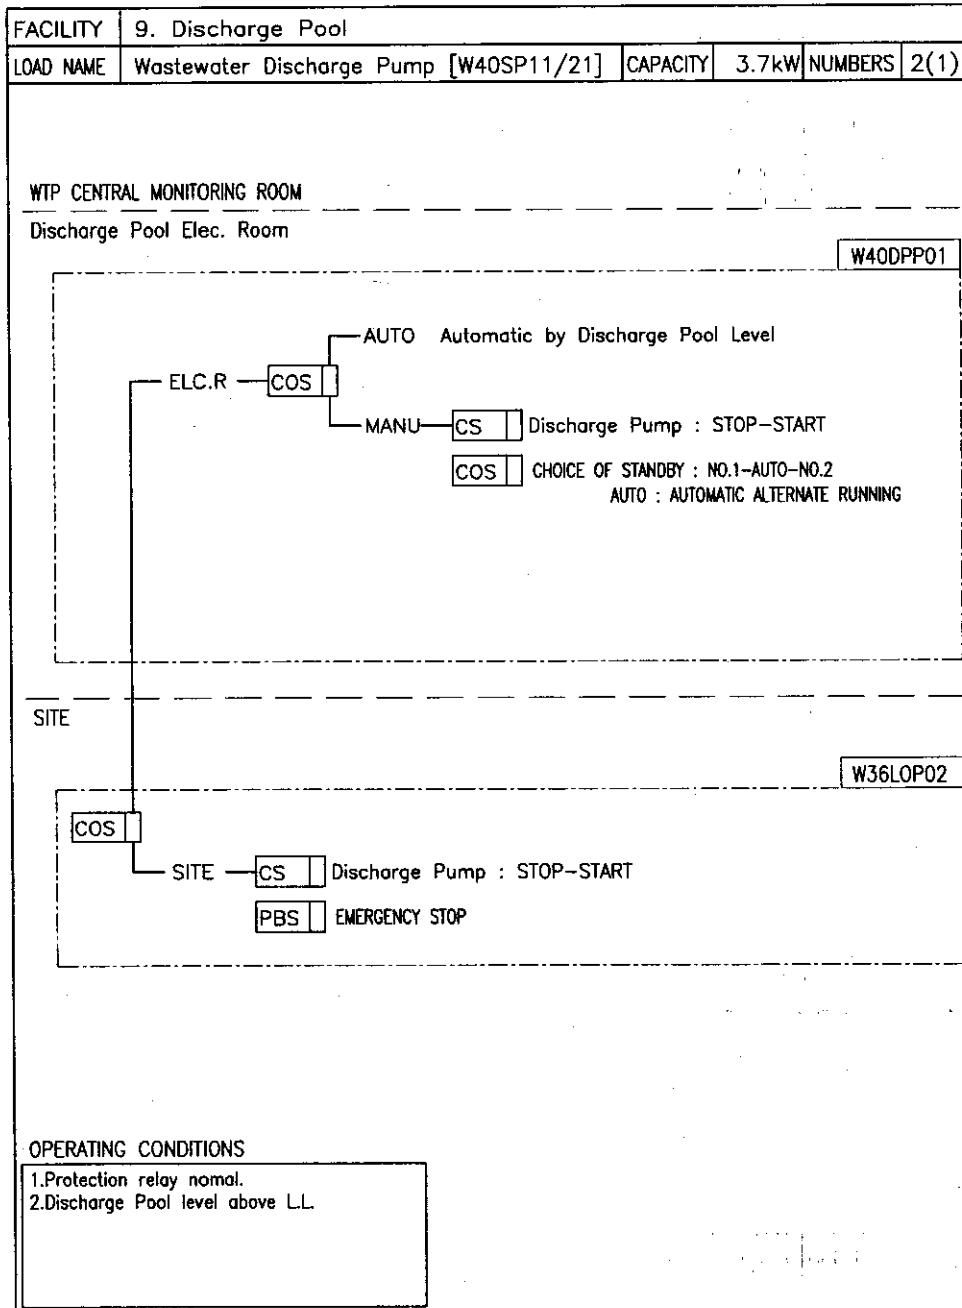 FACILITY 9. Discharge Pool
LOAD NAME Wastewater Discharge Pump [W40SP11/21] CAPACITY 3.7kW NUMBERS 2(1)
WTP CENTRAL MONITORING ROOM
Discharge Pool Elec. Room
W40DPP01
AUTO Automatic by Discharge Pool Level
ELC.R COS
MANU CS Discharge Pump : STOP-START
COS CHOICE OF STANDBY : NO.1-AUTO-NO.2
AUTO : AUTOMATIC ALTERNATE RUNNING
SITE
W36LOP02
COS
SITE CS Discharge Pump : STOP-START
PBS EMERGENCY STOP
OPERATING CONDITIONS
1.Protection relay nomal.
2.Discharge Pool level above L.L.